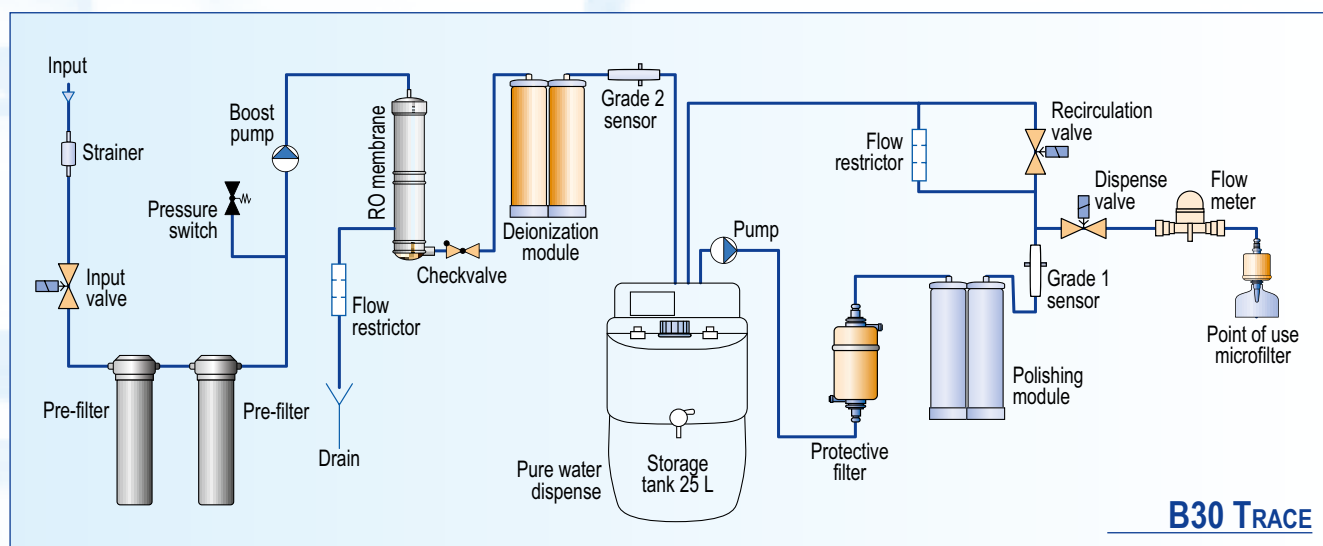 Input
Strainer
Boost
pump
Pressure
switch
Input
valve
Pre-filter
Pre-filter
RO membrane
Flow
restrictor
Drain
Checkvalve
Deionization
module
Grade 2
sensor
Pump
Pure water
dispense
Storage
tank 25 L
Protective
filter
Polishing
module
Grade 1
sensor
Flow
restrictor
Recirulation
valve
Dispense
valve
Flow
meter
Point of use
microfilter
B30 TRACE